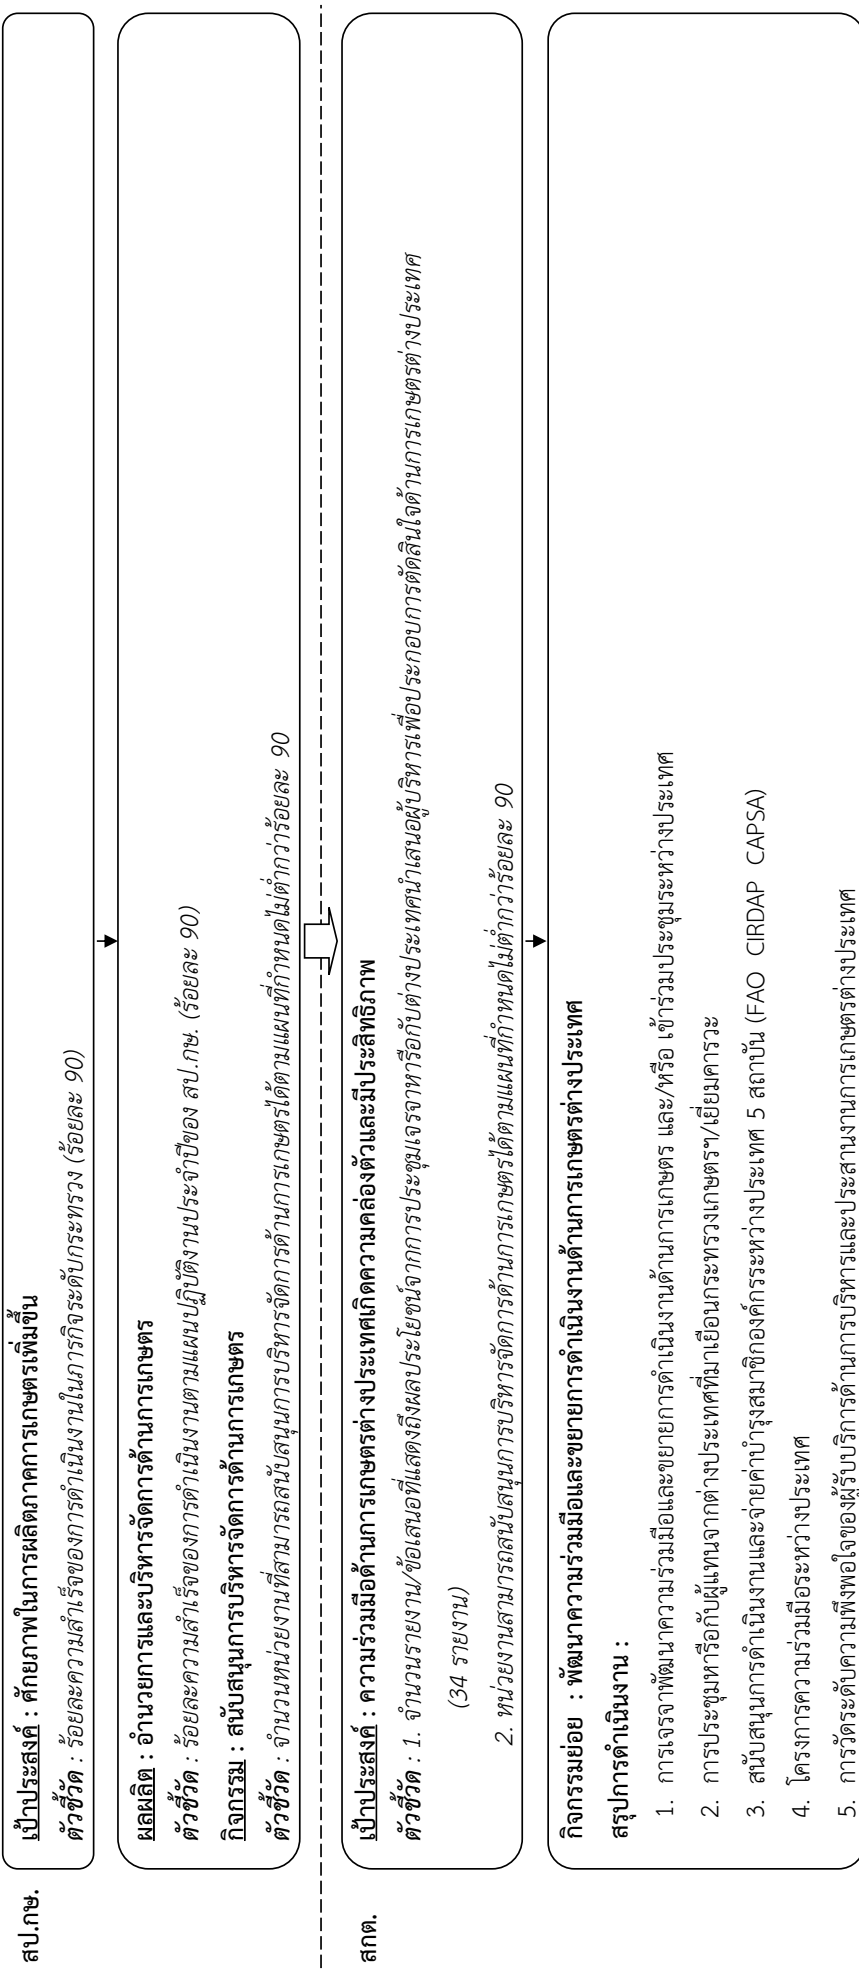 สป.กษ.
เป้าประสงค์ : ศักยภาพในการผลิตภาคการเกษตรเพิ่มขึ้น
ตัวชี้วัด : ร้อยละความสำเร็จของการดำเนินงานในภารกิจระดับกระทรวง (ร้อยละ 90)
ผลผลิต : อำนวยการและบริหารจัดการด้านการเกษตร
ตัวชี้วัด : ร้อยละความสำเร็จของการดำเนินงานตามแผนปฏิบัติงานประจำปีของ สป.กษ. (ร้อยละ 90)
กิจกรรม : สนับสนุนการบริหารจัดการด้านการเกษตร
ตัวชี้วัด : จำนวนหน่วยงานที่สามารถสนับสนุนการบริหารจัดการด้านการเกษตรได้ตามแผนที่กำหนดไม่ต่ำกว่าร้อยละ 90
สกต.
เป้าประสงค์ : ความร่วมมือด้านการเกษตรต่างประเทศเกิดความคล่องตัวและมีประสิทธิภาพ
ตัวชี้วัด : 1. จำนวนรายงาน/ข้อเสนอที่แสดงถึงผลประโยชน์จากการประชุมเจรจาหารือกับต่างประเทศนำเสนอผู้บริหารเพื่อประกอบการตัดสินใจด้านการเกษตรต่างประเทศ
(34 รายงาน)
2. หน่วยงานสามารถสนับสนุนการบริหารจัดการด้านการเกษตรได้ตามแผนที่กำหนดไม่ต่ำกว่าร้อยละ 90
กิจกรรมย่อย : พัฒนาความร่วมมือและขยายการดำเนินงานด้านการเกษตรต่างประเทศ
สรุปการดำเนินงาน :
1. การเจรจาพัฒนาความร่วมมือและขยายการดำเนินงานด้านการเกษตร และ/หรือ เข้าร่วมประชุมระหว่างประเทศ
2. การประชุมหารือกับผู้แทนจากต่างประเทศที่มาเยือนกระทรวงเกษตรฯ/เยี่ยมคารวะ
3. สนับสนุนการดำเนินงานและจ่ายค่าบำรุงสมาชิกองค์กรระหว่างประเทศ 5 สถาบัน (FAO CIRDAP CAPSA)
4. โครงการความร่วมมือระหว่างประเทศ
5. การวัดระดับความพึงพอใจของผู้รับบริการด้านการบริหารและประสานงานการเกษตรต่างประเทศ